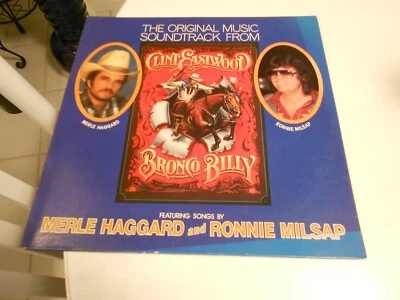 THE ORIGINAL MUSIC
SOUNDTRACK FROM
CLINT EASTWOOD
MERLE HAGGARD
RONNIE MILSAP
BRONCO BILLY
FEATURING SONGS BY
MERLE HAGGARD and RONNIE MILSAP